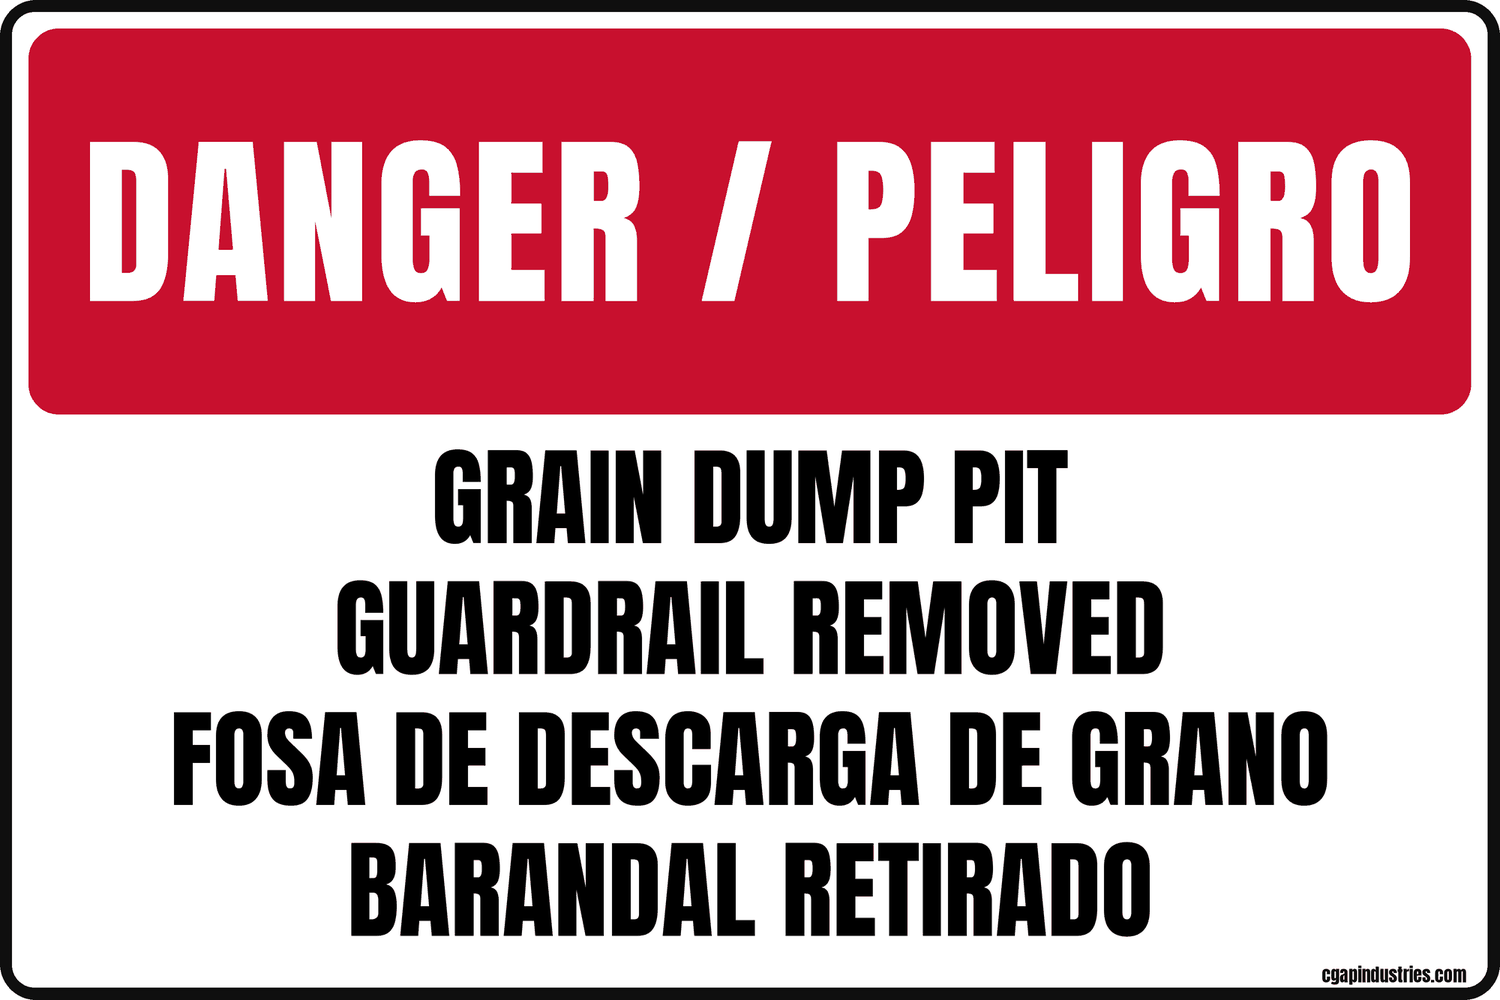 DANGER / PELIGRO
GRAIN DUMP PIT
GUARDRAIL REMOVED
FOSA DE DESCARGA DE GRANO
BARANDAL RETIRADO
cgapindustries.com